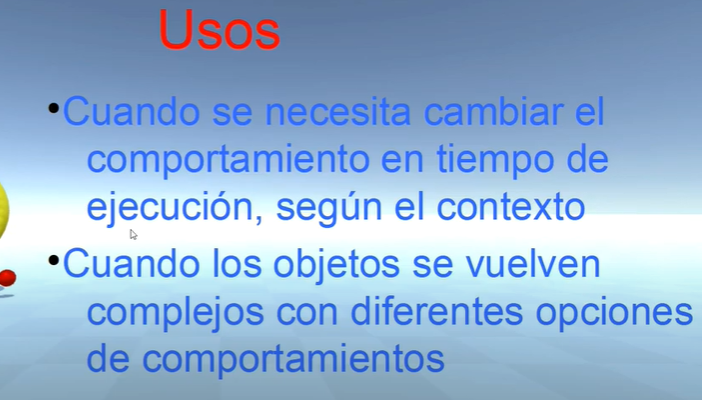 Usos
•Cuando se necesita cambiar el
comportamiento en tiempo de
ejecución, según el contexto
•Cuando los objetos se vuelven
complejos con diferentes opciones
de comportamientos